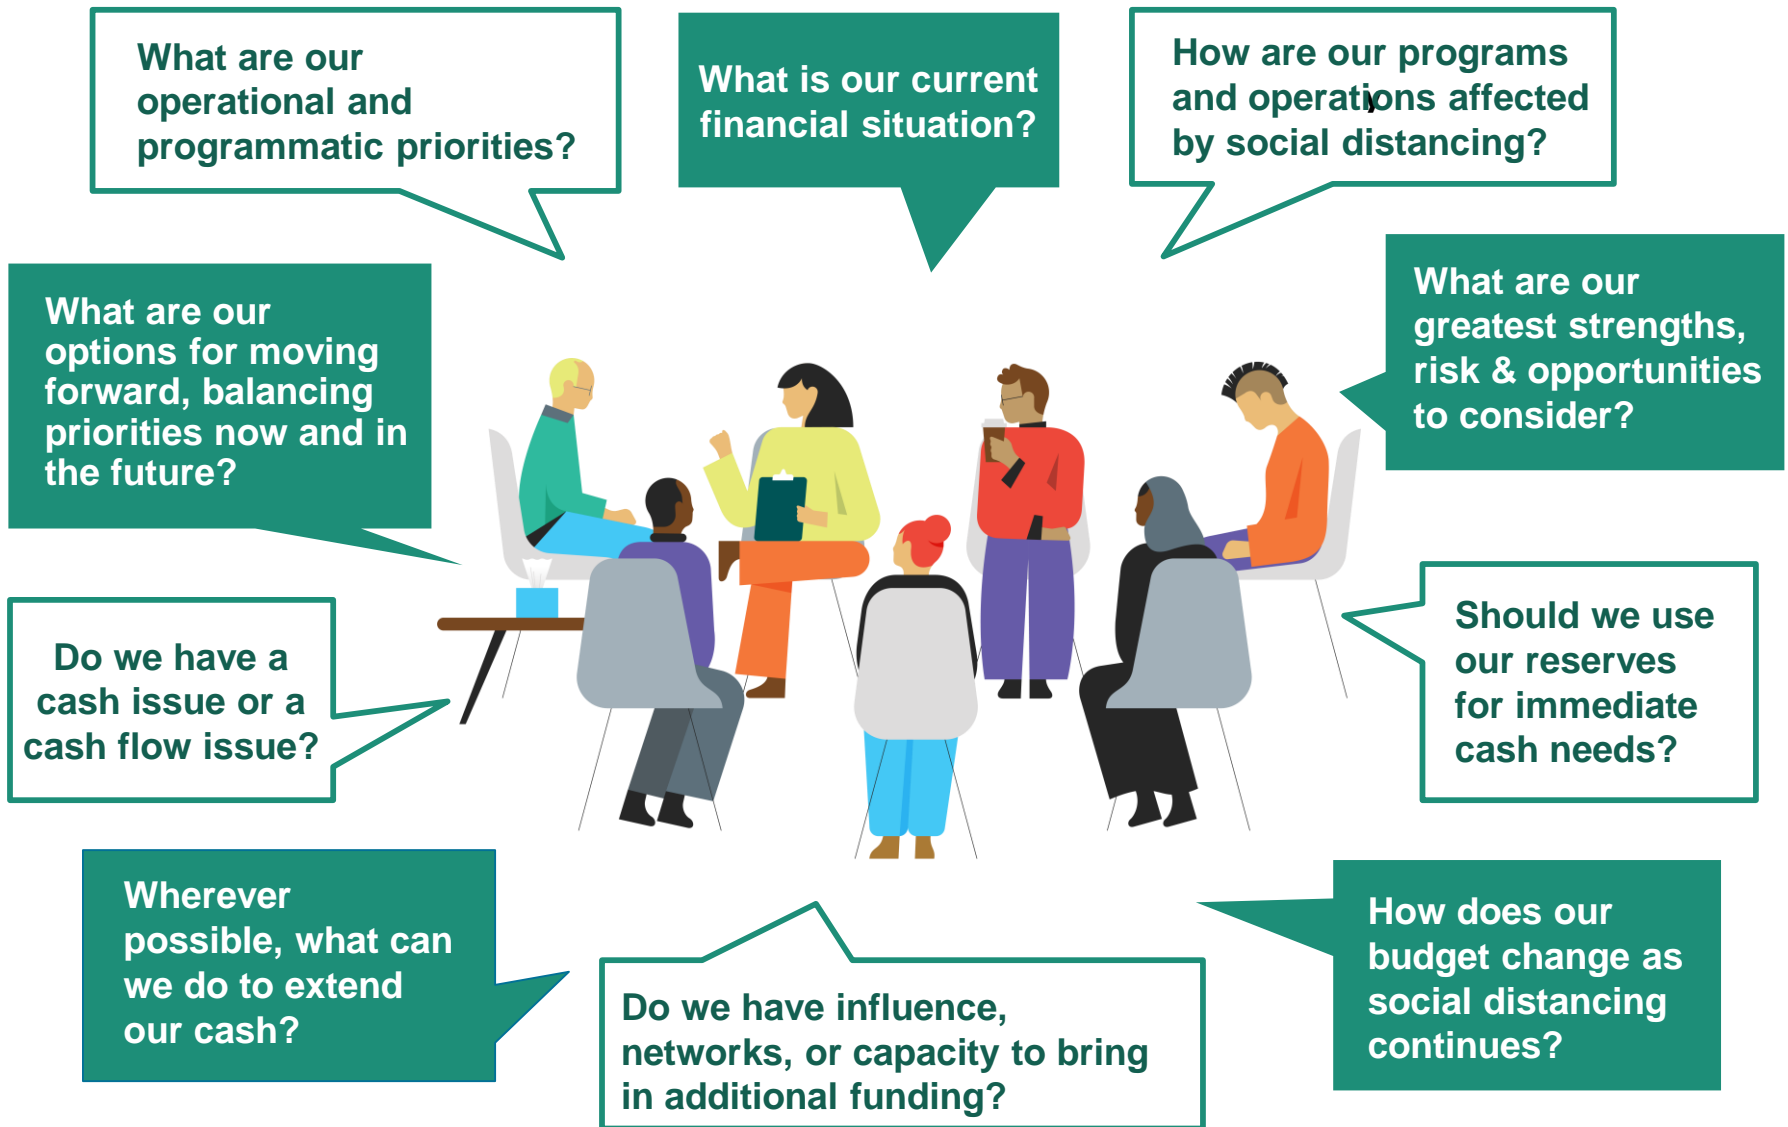 What are our
operational and
programmatic priorities?
What is our current
financial situation?
How are our programs
and operations affected
by social distancing?
,
What are our
options for moving
forward, balancing
priorities now and in
the future?
What are our
greatest strengths,
risk & opportunities
to consider?
Do we have a
cash issue or a
cash flow issue?
Should we use
our reserves
for immediate
cash needs?
Wherever
possible, what can
we do to extend
our cash?
Do we have influence,
networks, or capacity to bring
in additional funding?
How does our
budget change as
social distancing
continues?